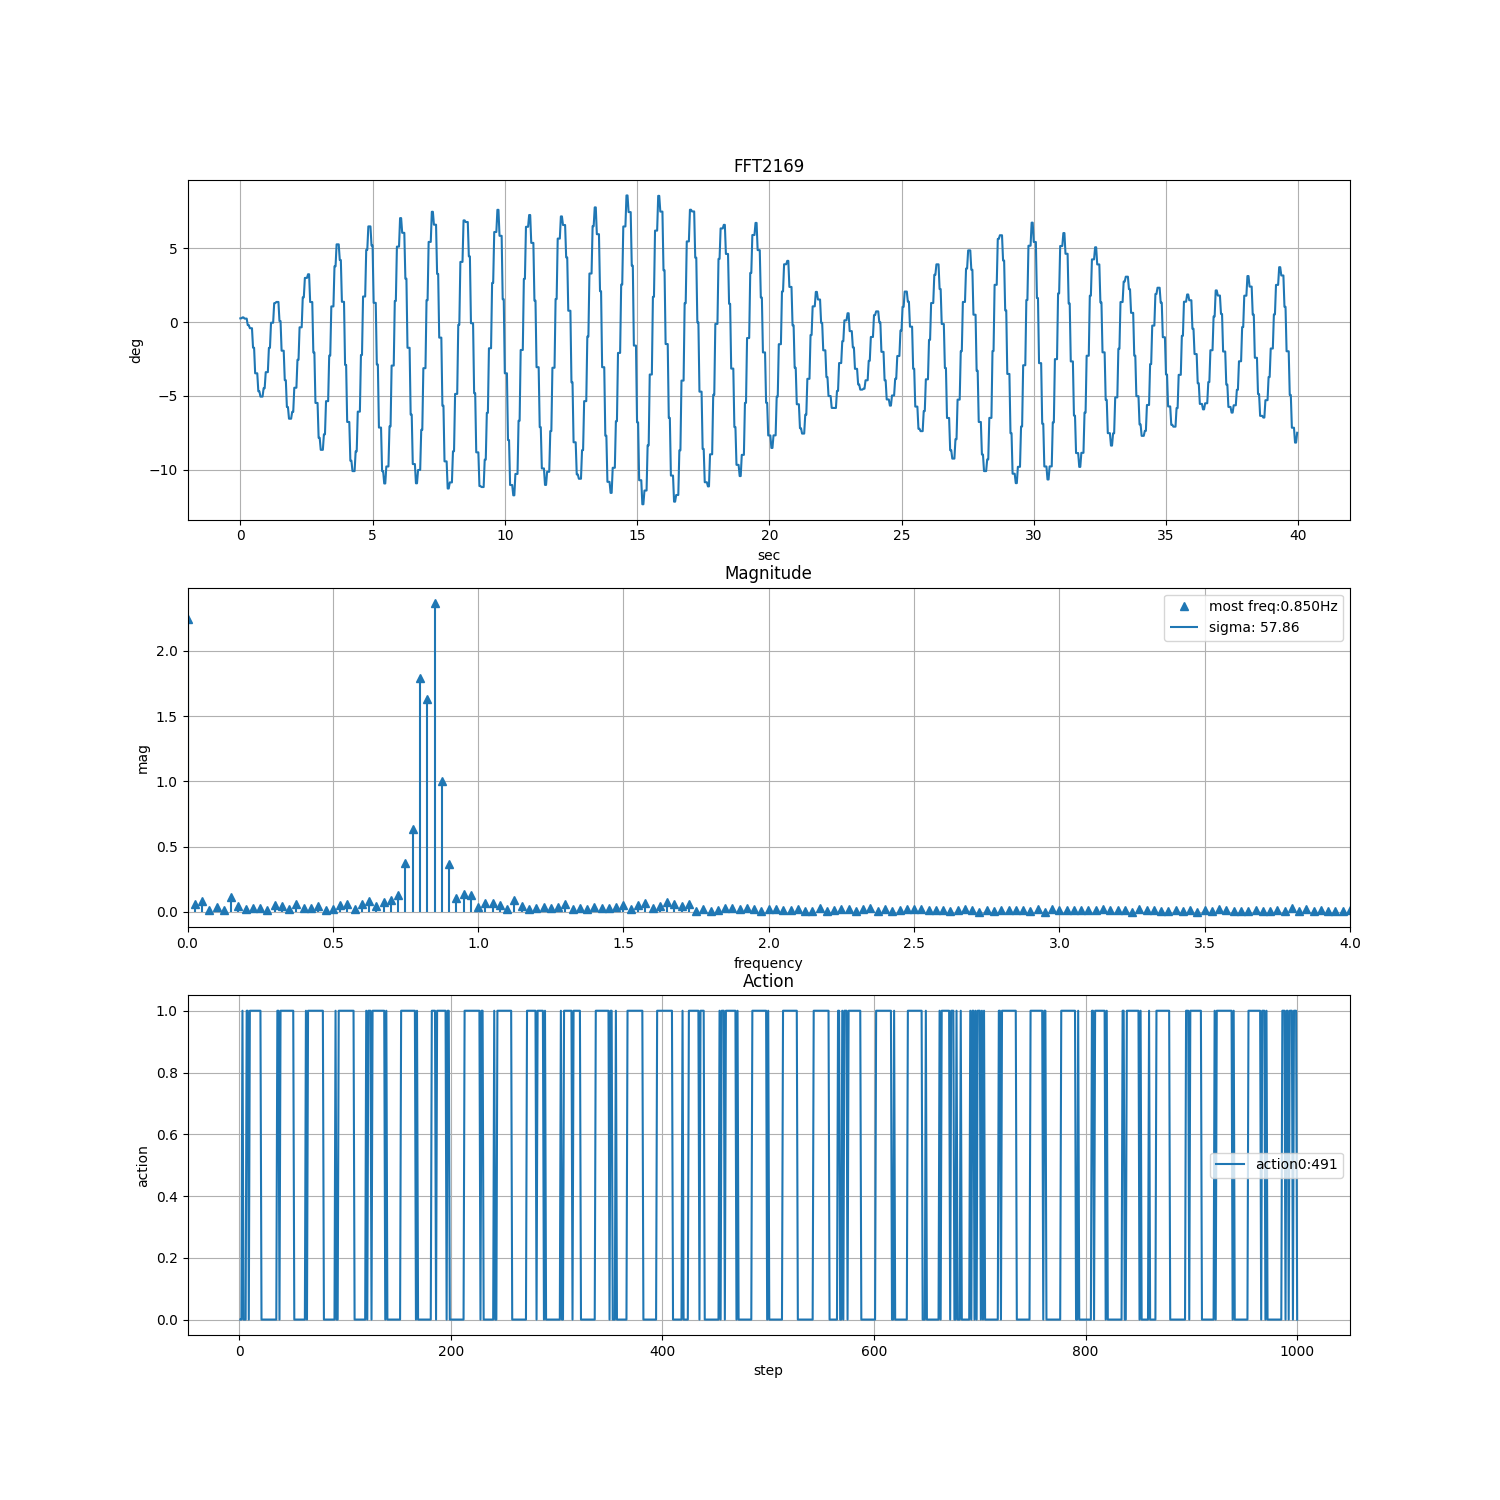 FFT2169
deg
5
0
−5
−10
0 5 10 15 20 25 30 35 40
sec
Magnitude
mag
2.0
1.5
1.0
0.5
0.0
most freq:0.850Hz
sigma: 57.86
0.0 0.5 1.0 1.5 2.0 2.5 3.0 3.5 4.0
frequency
Action
action
1.0
0.8
0.6
0.4
0.2
0.0
action0:491
0 200 400 600 800 1000
step